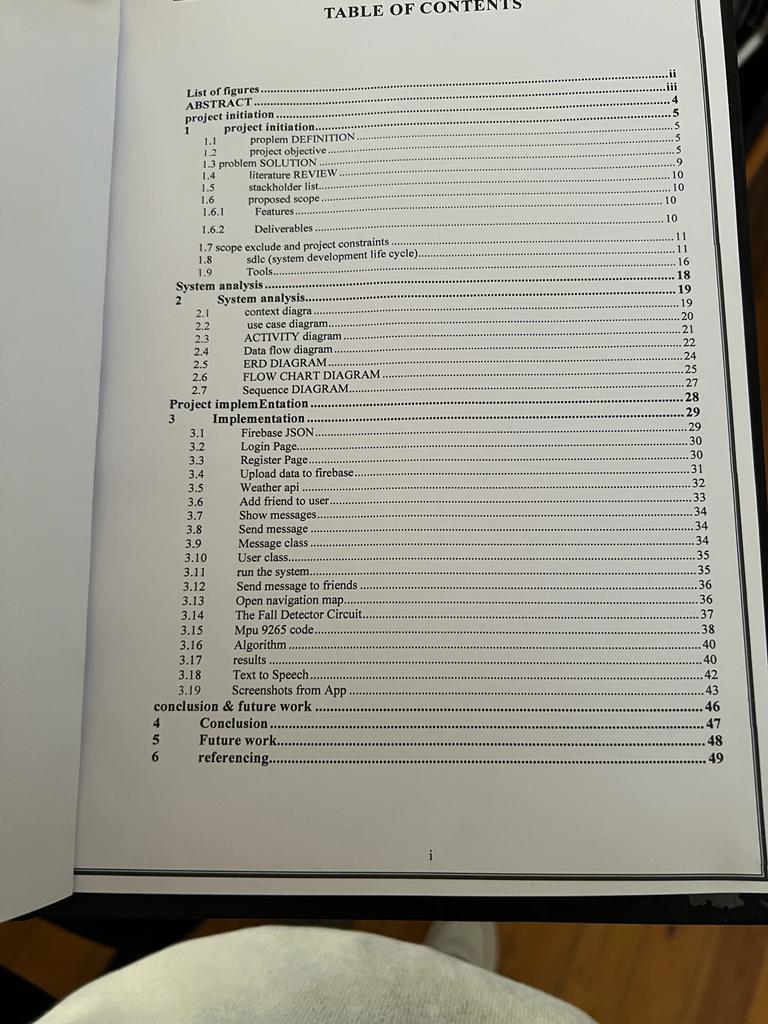 TABLE OF CONTENTS
List of figures ii
ABSTRACT iii
project initiation 4
1 project initiation 5
1.1 proplem DEFINITION 5
1.2 project objective 5
1.3 problem SOLUTION 5
1.4 literature REVIEW 9
1.5 stackholder list 10
1.6 proposed scope 10
1.6.1 Features 10
1.6.2 Deliverables 10
1.7 scope exclude and project constraints 11
1.8 sdlc (system development life cycle) 11
1.9 Tools 16
System analysis 18
2 System analysis 19
2.1 context diagra 19
2.2 use case diagram 20
2.3 ACTIVITY diagram 21
2.4 Data flow diagram 22
2.5 ERD DIAGRAM 24
2.6 FLOW CHART DIAGRAM 25
2.7 Sequence DIAGRAM 27
Project implemEntation 28
3 Implementation 29
3.1 Firebase JSON 29
3.2 Login Page 30
3.3 Register Page 30
3.4 Upload data to firebase 31
3.5 Weather api 32
3.6 Add friend to user 33
3.7 Show messages 34
3.8 Send message 34
3.9 Message class 34
3.10 User class 35
3.11 run the system 35
3.12 Send message to friends 36
3.13 Open navigation map 36
3.14 The Fall Detector Circuit 37
3.15 Mpu 9265 code 38
3.16 Algorithm 40
3.17 results 40
3.18 Text to Speech 42
3.19 Screenshots from App 43
conclusion & future work 46
4 Conclusion 47
5 Future work 48
6 referencing 49
i